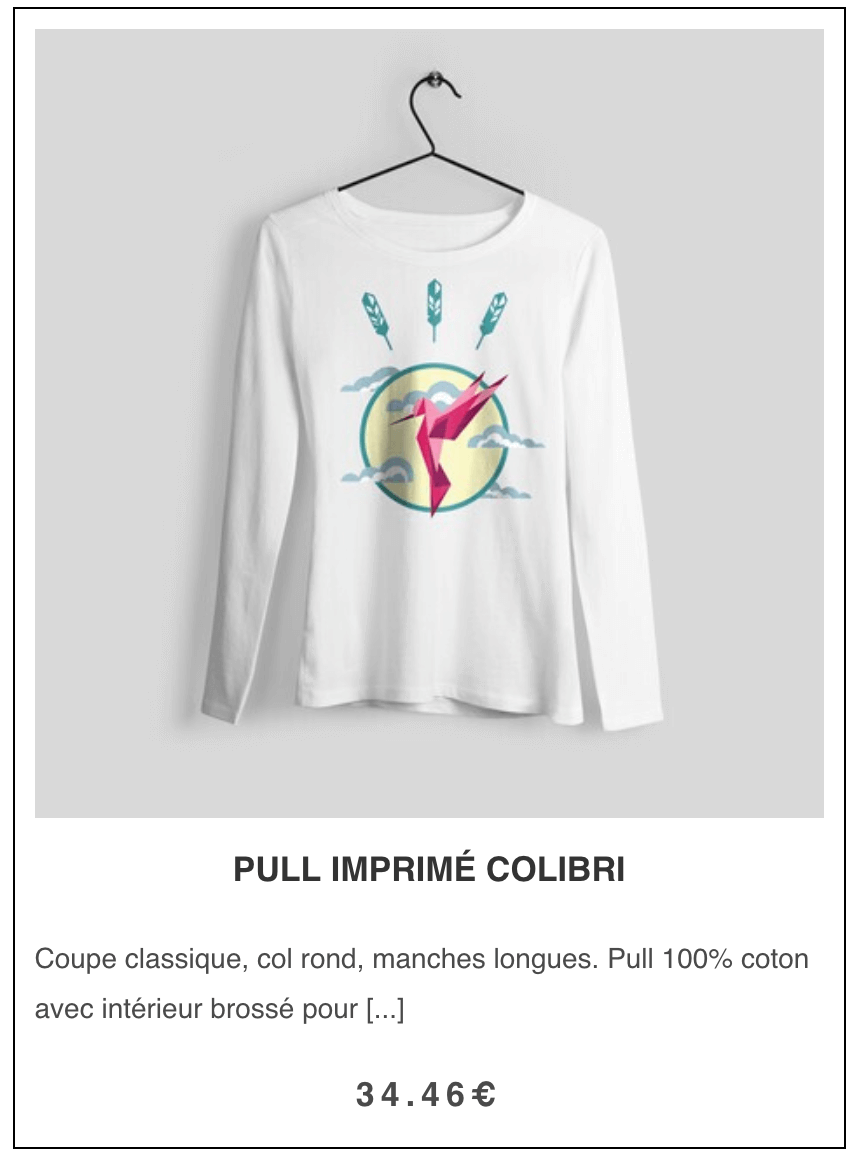 PULL IMPRIMÉ COLIBRI
Coupe classique, col rond, manches longues. Pull 100% coton
avec intérieur brossé pour [...]
34.46€